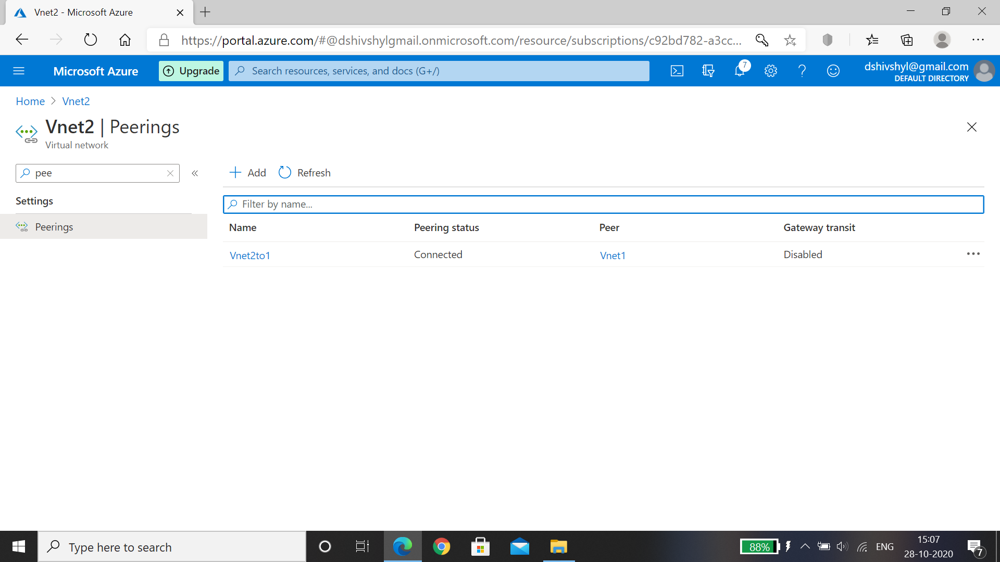 Vnet2 - Microsoft Azure
https://portal.azure.com/#@dshivshylgmail.onmicrosoft.com/resource/subscriptions/c92bd782-a3cc...
Microsoft Azure
Upgrade
Search resources, services, and docs (G+/)
7
dshivshyl@gmail.com
DEFAULT DIRECTORY
Home > Vnet2
Vnet2 | Peerings
Virtual network
pee
Add
Refresh
Settings
Filter by name...
Peerings
Name Peering status Peer Gateway transit
Vnet2to1 Connected Vnet1 Disabled
Type here to search
88%
ENG
15:07
28-10-2020
7